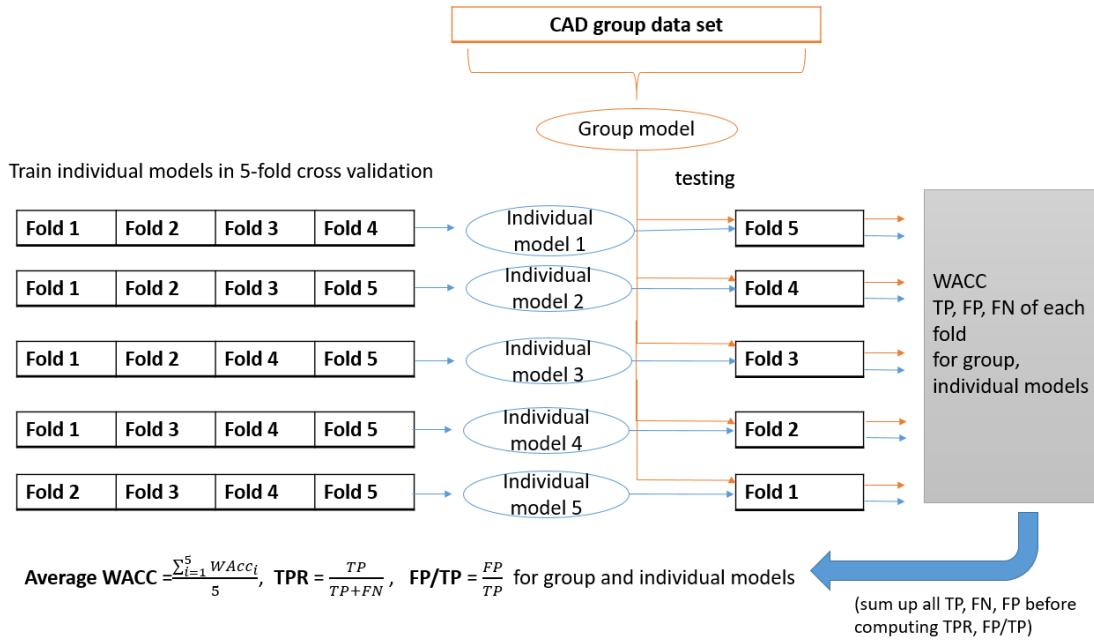 CAD group data set
Group model
Train individual models in 5-fold cross validation
testing
Fold 1 Fold 2 Fold 3 Fold 4
Individual
model 1
Fold 5
Fold 1 Fold 2 Fold 3 Fold 5
Individual
model 2
Fold 4
Fold 1 Fold 2 Fold 4 Fold 5
Individual
model 3
Fold 3
Fold 1 Fold 3 Fold 4 Fold 5
Individual
model 4
Fold 2
Fold 2 Fold 3 Fold 4 Fold 5
Individual
model 5
Fold 1
WACC
TP, FP, FN of each
fold
for group,
individual models
Average WACC = \frac{\sum_{i=1}^{5} WAcc_i}{5}, TPR = \frac{TP}{TP+FN}, FP/TP = \frac{FP}{TP} for group and individual models
(sum up all TP, FN, FP before
computing TPR, FP/TP)